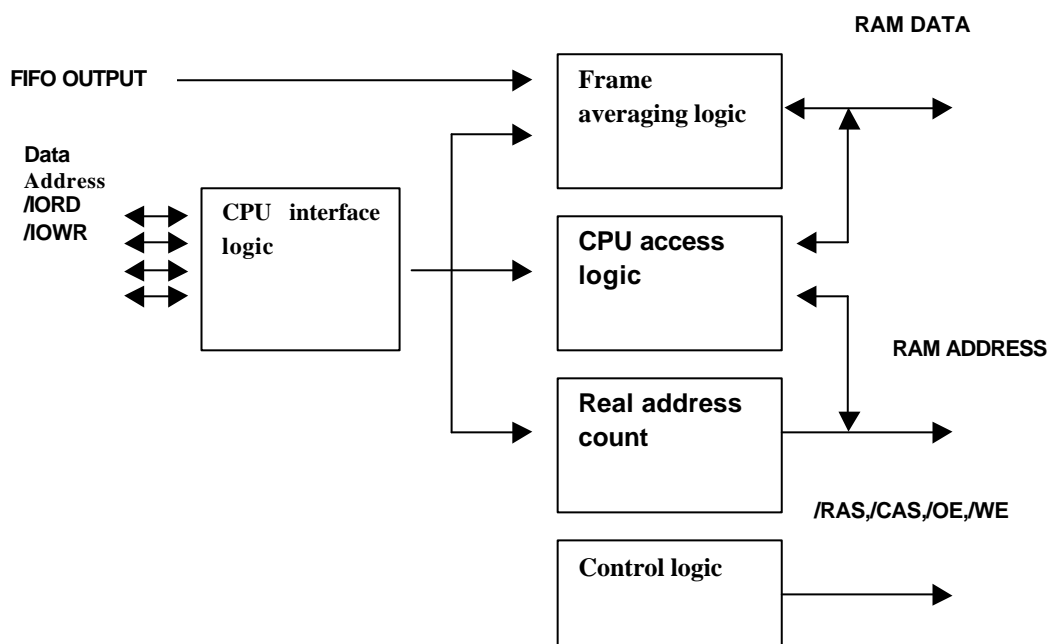 RAM DATA
FIFO OUTPUT
Frame
averaging logic
Data
Address
/IORD
/IOWR
CPU interface
logic
CPU access
logic
RAM ADDRESS
Real address
count
/RAS,/CAS,/OE,/WE
Control logic